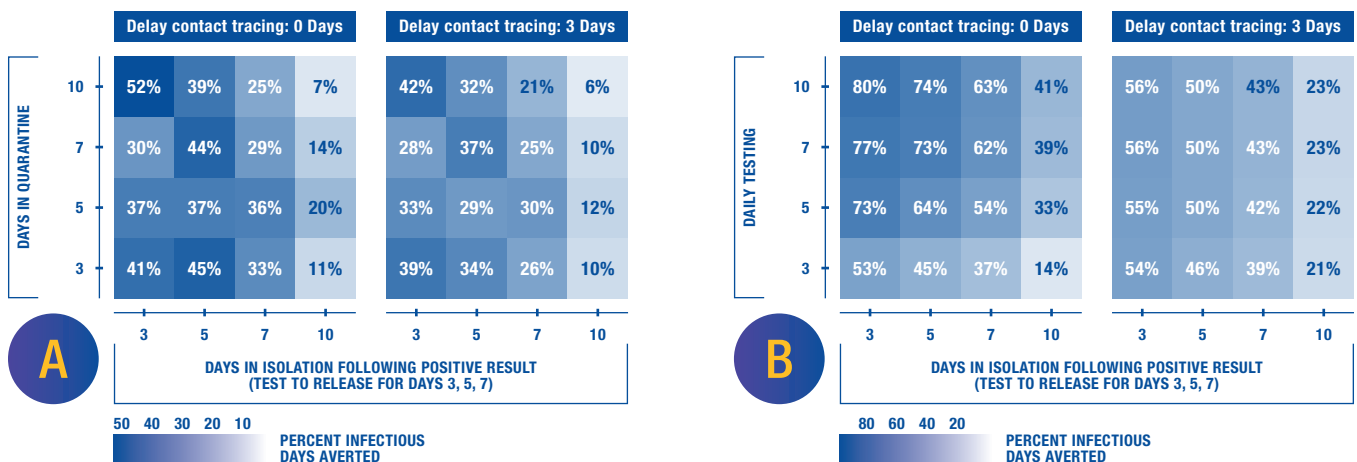 Delay contact tracing: 0 Days
Delay contact tracing: 3 Days
DAYS IN QUARANTINE
10 52% 39% 25% 7% 42% 32% 21% 6%
7 30% 44% 29% 14% 28% 37% 25% 10%
5 37% 37% 36% 20% 33% 29% 30% 12%
3 41% 45% 33% 11% 39% 34% 26% 10%
3 5 7 10 3 5 7 10
A
DAYS IN ISOLATION FOLLOWING POSITIVE RESULT
(TEST TO RELEASE FOR DAYS 3, 5, 7)
50 40 30 20 10
PERCENT INFECTIOUS
DAYS AVERTED
Delay contact tracing: 0 Days
Delay contact tracing: 3 Days
DAILY TESTING
10 80% 74% 63% 41% 56% 50% 43% 23%
7 77% 73% 62% 39% 56% 50% 43% 23%
5 73% 64% 54% 33% 55% 50% 42% 22%
3 53% 45% 37% 14% 54% 46% 39% 21%
3 5 7 10 3 5 7 10
B
DAYS IN ISOLATION FOLLOWING POSITIVE RESULT
(TEST TO RELEASE FOR DAYS 3, 5, 7)
80 60 40 20
PERCENT INFECTIOUS
DAYS AVERTED